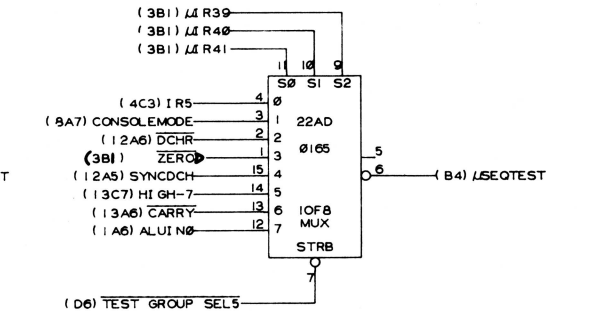 (3B1) μIR39
(3B1) μIR40
(3B1) μIR41
11 10 9
S0 S1 S2
(4C3) IR5 4 0
(8A7) CONSOLEMODE 3 1
22AD
(12A6) DCHR 2 2
0165
(3B1) ZERO 1 3
5
T
(12A5) SYNCDCH 15 4
6 (B4) μSEQTEST
(13C7) HIGH-7 14 5
(13A6) CARRY 13 6
1OF8
(1A6) ALUIN0 12 7
MUX
STRB
7
(D6) TEST GROUP SEL5